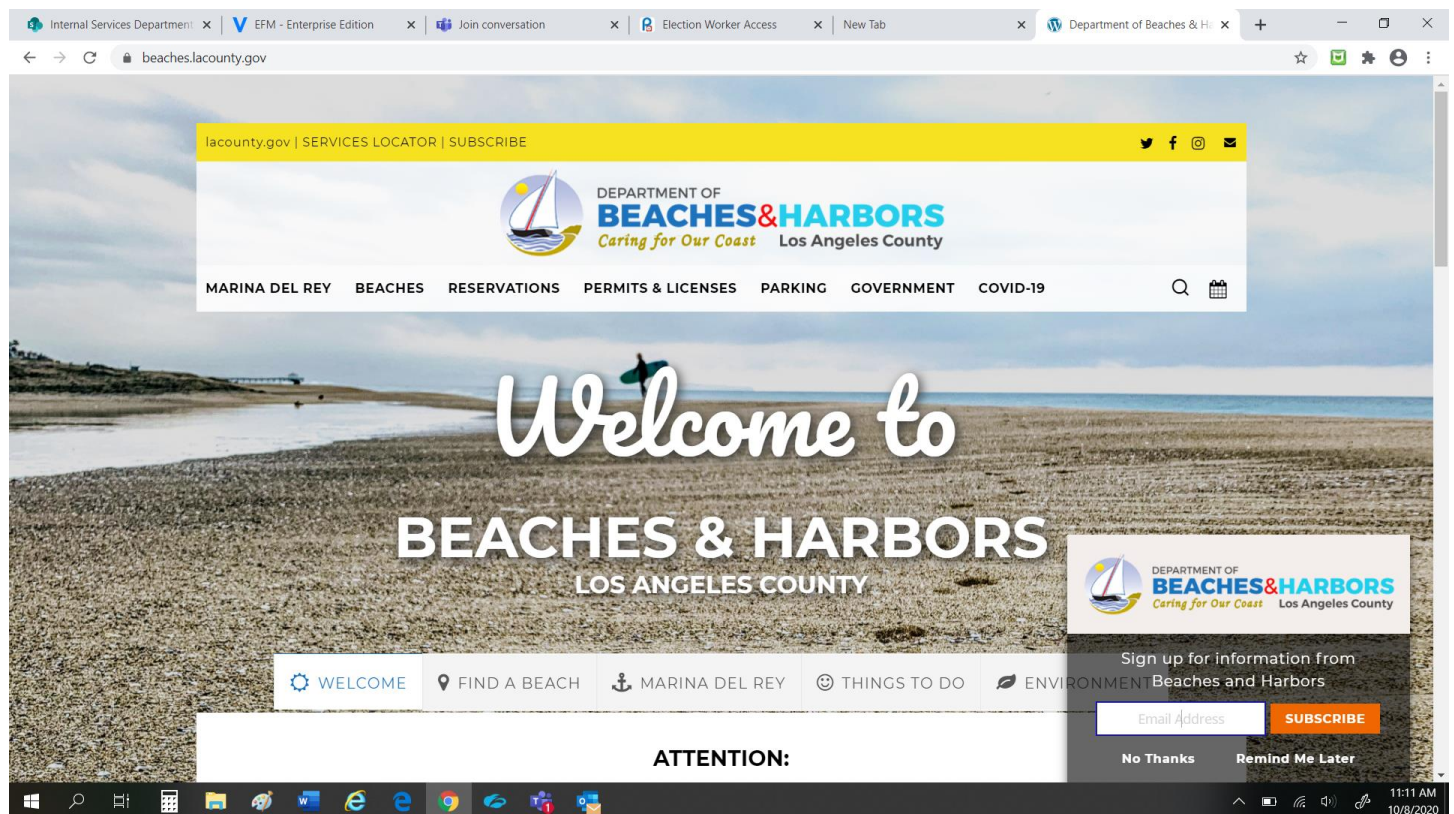 Internal Services Department
EFM - Enterprise Edition
Join conversation
Election Worker Access
New Tab
Department of Beaches & Ha
beaches.lacounty.gov
lacounty.gov | SERVICES LOCATOR | SUBSCRIBE
DEPARTMENT OF
BEACHES&HARBORS
Caring for Our Coast Los Angeles County
MARINA DEL REY BEACHES RESERVATIONS PERMITS & LICENSES PARKING GOVERNMENT COVID-19
Welcome to
BEACHES & HARBORS
LOS ANGELES COUNTY
WELCOME FIND A BEACH MARINA DEL REY THINGS TO DO ENVIRONMENT
ATTENTION:
DEPARTMENT OF
BEACHES&HARBORS
Caring for Our Coast Los Angeles County
Sign up for information from
Beaches and Harbors
Email Address SUBSCRIBE
No Thanks Remind Me Later
11:11 AM
10/8/2020